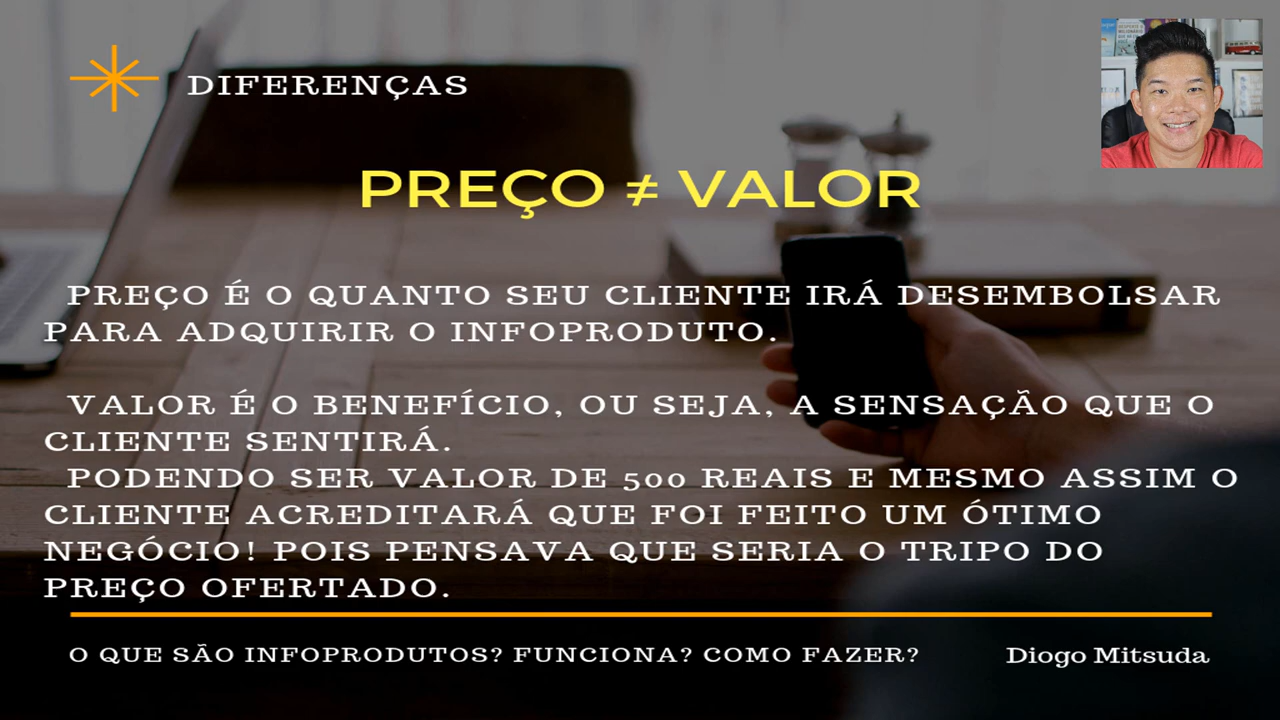 DIFERENÇAS
PREÇO ≠ VALOR
PREÇO É O QUANTO SEU CLIENTE IRÁ DESEMBOLSAR
PARA ADQUIRIR O INFOPRODUTO.
VALOR É O BENEFÍCIO, OU SEJA, A SENSAÇÃO QUE O
CLIENTE SENTIRÁ.
PODENDO SER VALOR DE 500 REAIS E MESMO ASSIM O
CLIENTE ACREDITARÁ QUE FOI FEITO UM ÓTIMO
NEGÓCIO! POIS PENSAVA QUE SERIA O TRIPO DO
PREÇO OFERTADO.
O QUE SÃO INFOPRODUTOS? FUNCIONA? COMO FAZER?
Diogo Mitsuda